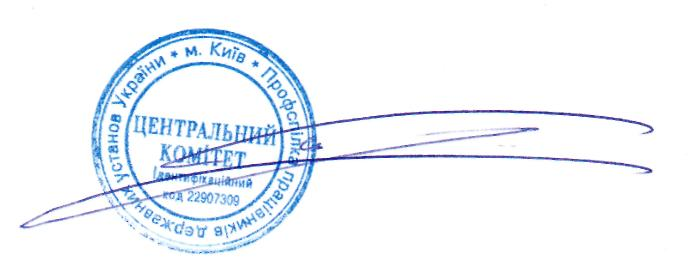 Профспілка працівників державних установ України * м. Київ *
ЦЕНТРАЛЬНИЙ
КОМІТЕТ
Ідентифікаційний
код 22907309